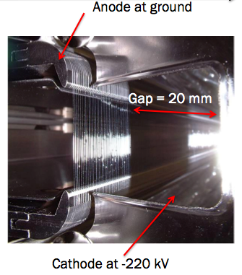 Anode at ground
Gap = 20 mm
Cathode at -220 kV